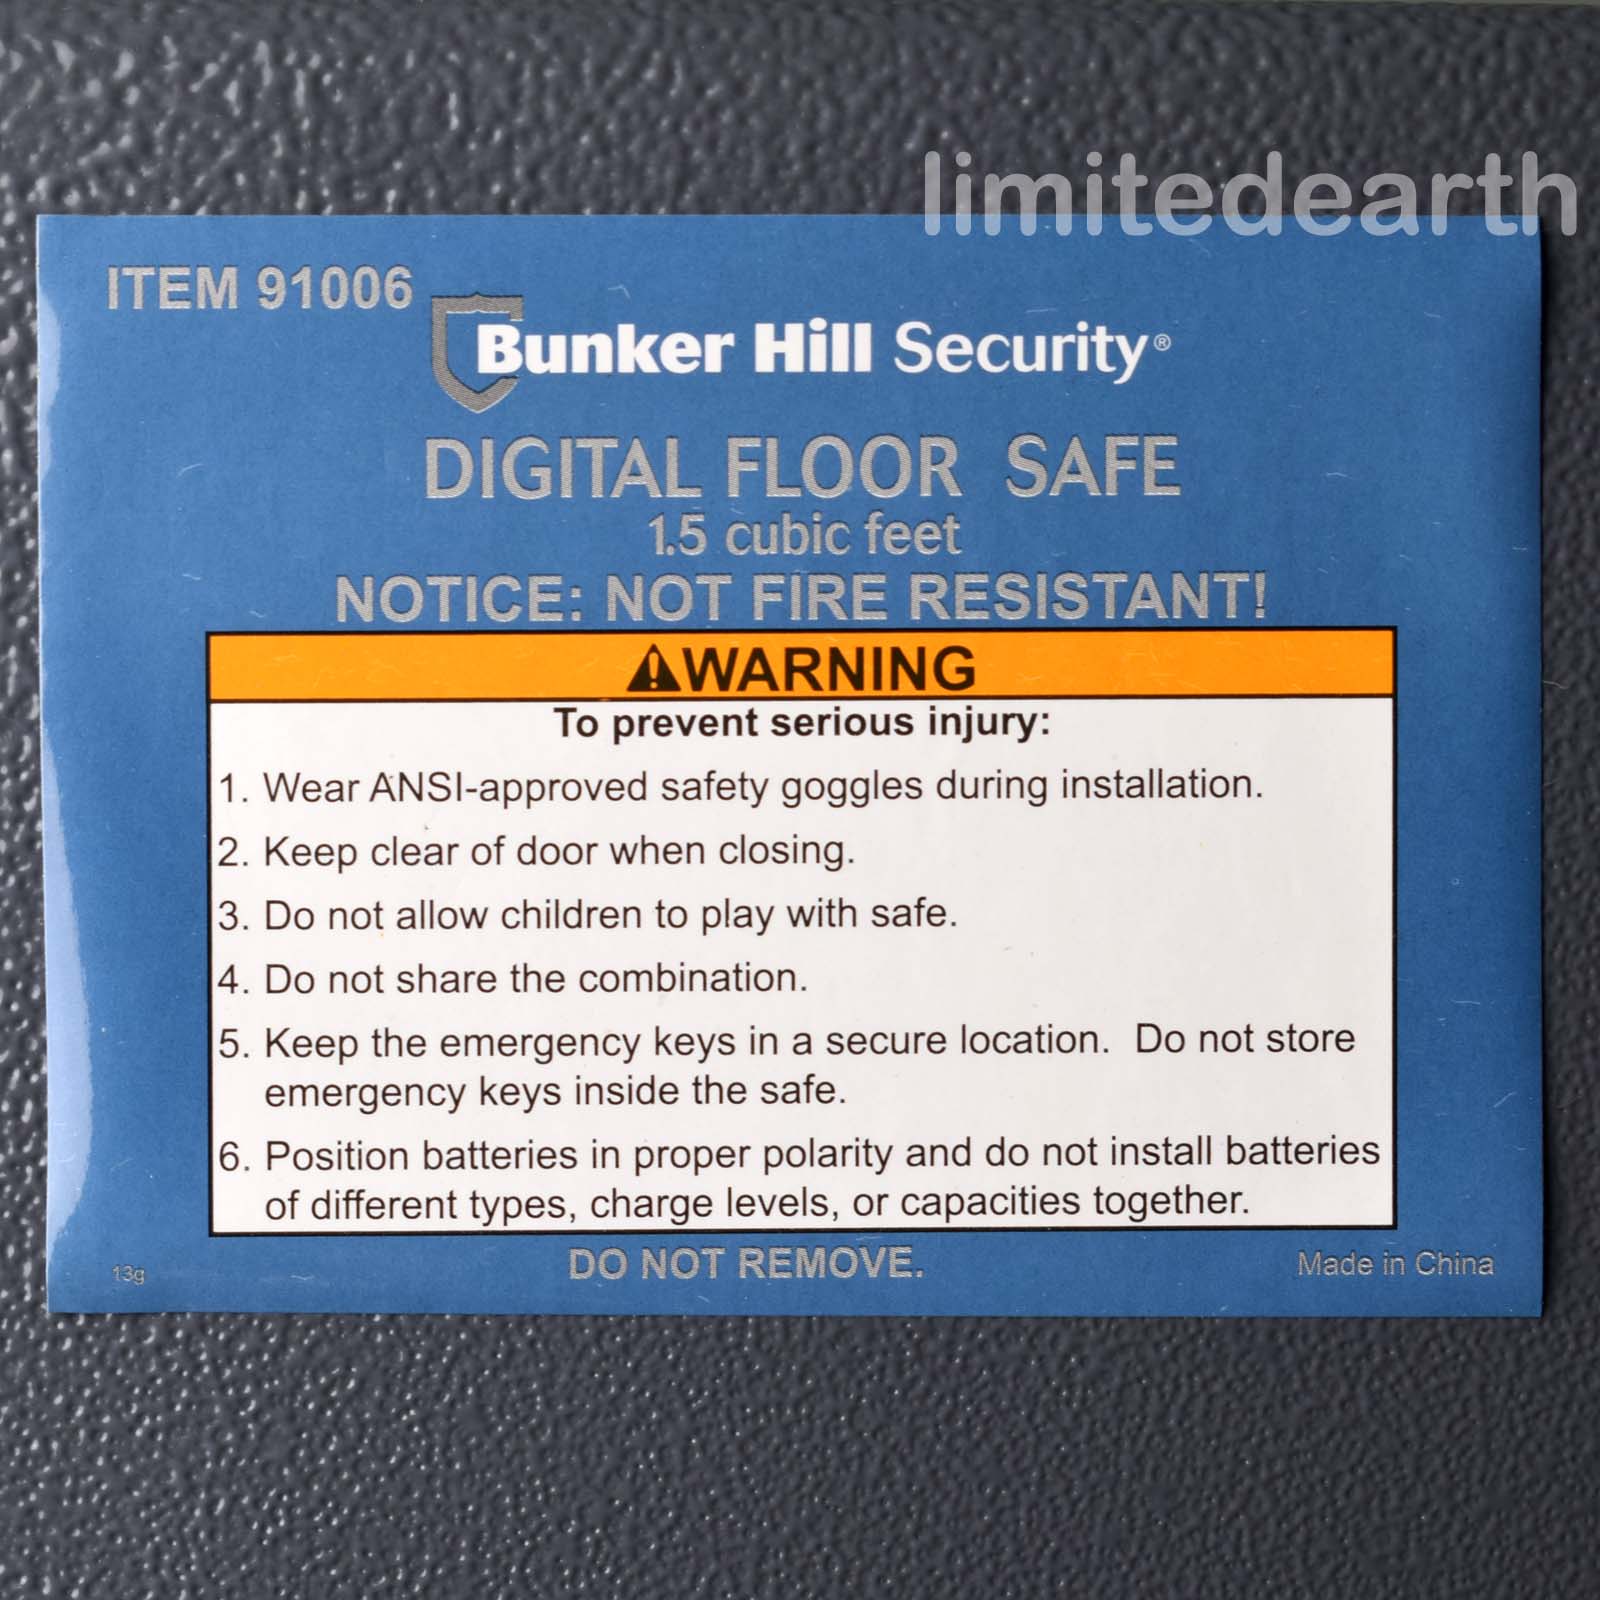 limitedearth
ITEM 91006
Bunker Hill Security®
DIGITAL FLOOR SAFE
1.5 cubic feet
NOTICE: NOT FIRE RESISTANT!
⚠WARNING
To prevent serious injury:
1. Wear ANSI-approved safety goggles during installation.
2. Keep clear of door when closing.
3. Do not allow children to play with safe.
4. Do not share the combination.
5. Keep the emergency keys in a secure location. Do not store
emergency keys inside the safe.
6. Position batteries in proper polarity and do not install batteries
of different types, charge levels, or capacities together.
13g
DO NOT REMOVE.
Made in China